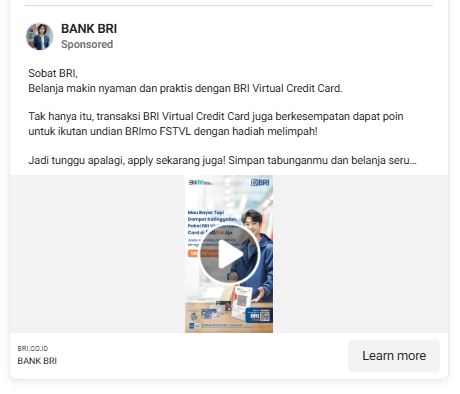 BANK BRI
Sponsored
Sobat BRI,
Belanja makin nyaman dan praktis dengan BRI Virtual Credit Card.
Tak hanya itu, transaksi BRI Virtual Credit Card juga berkesempatan dapat poin
untuk ikutan undian BRImo FSTVL dengan hadiah melimpah!
Jadi tunggu apalagi, apply sekarang juga! Simpan tabunganmu dan belanja seru...
BRI
Mau Bayar Tapi
Dompet Ketinggalan,
Pakai BRI
Card di Aja
BRI
BRI.CO.ID
BANK BRI
Learn more